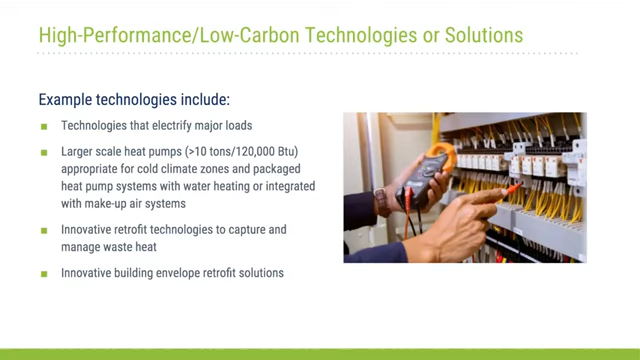 High-Performance/Low-Carbon Technologies or Solutions
Example technologies include:
Technologies that electrify major loads
Larger scale heat pumps (>10 tons/120,000 Btu)
appropriate for cold climate zones and packaged
heat pump systems with water heating or integrated
with make-up air systems
Innovative retrofit technologies to capture and
manage waste heat
Innovative building envelope retrofit solutions